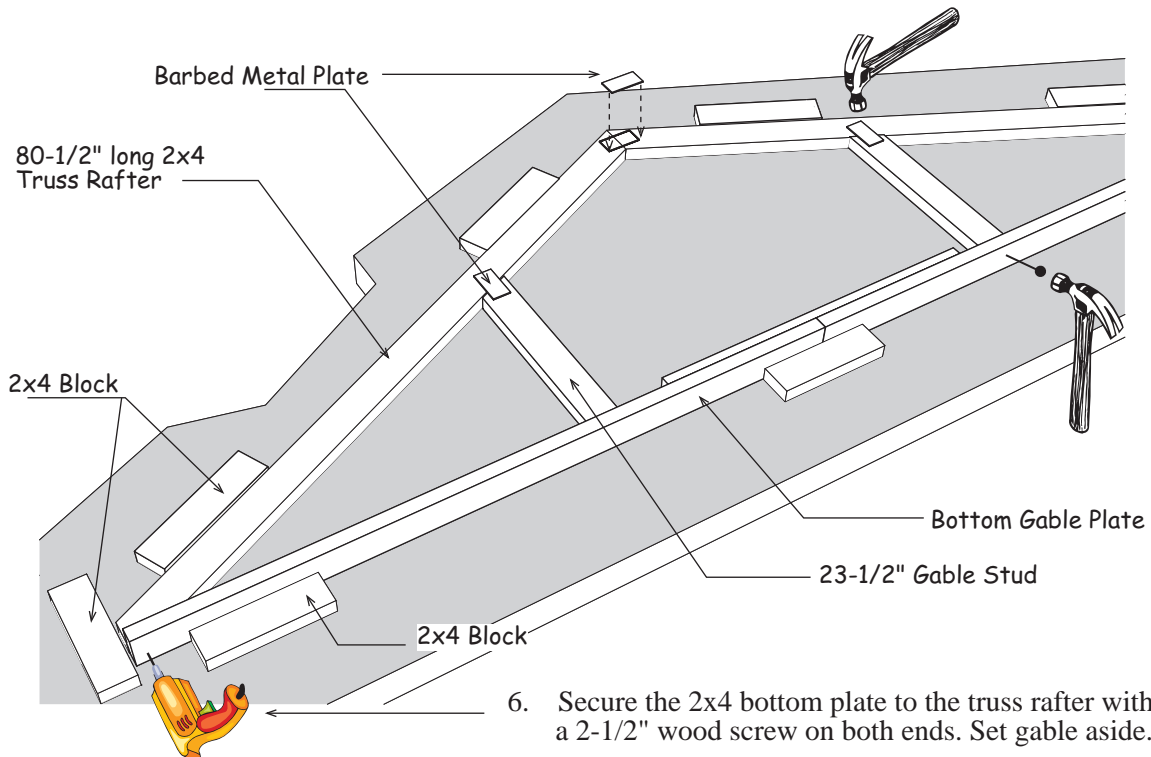 Barbed Metal Plate
80-1/2" long 2x4
Truss Rafter
2x4 Block
Bottom Gable Plate
23-1/2" Gable Stud
2x4 Block
6. Secure the 2x4 bottom plate to the truss rafter with
a 2-1/2" wood screw on both ends. Set gable aside.